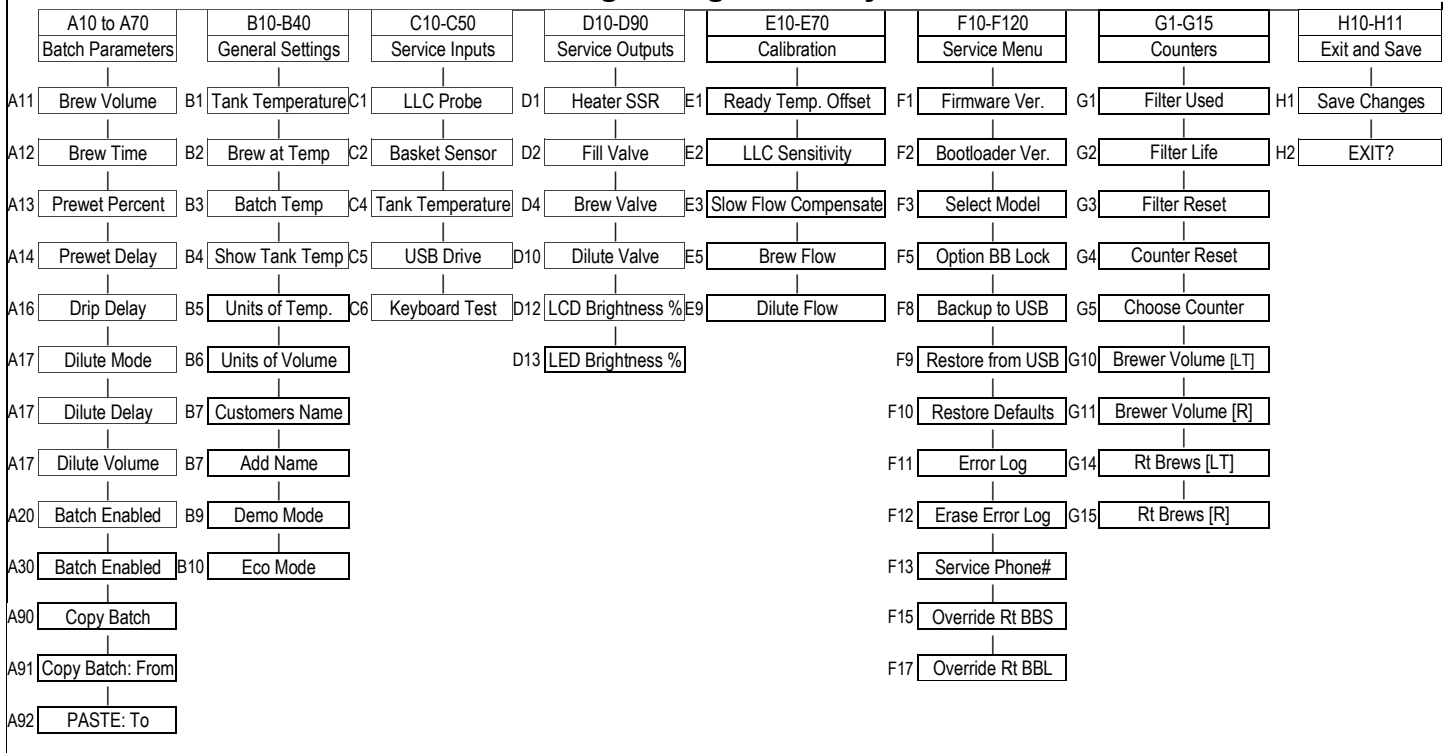 A10 to A70 B10-B40 C10-C50 D10-D90 E10-E70 F10-F120 G1-G15 H10-H11
Batch Parameters General Settings Service Inputs Service Outputs Calibration Service Menu Counters Exit and Save
A11 Brew Volume B1 Tank Temperature C1 LLC Probe D1 Heater SSR E1 Ready Temp. Offset F1 Firmware Ver. G1 Filter Used H1 Save Changes
A12 Brew Time B2 Brew at Temp C2 Basket Sensor D2 Fill Valve E2 LLC Sensitivity F2 Bootloader Ver. G2 Filter Life H2 EXIT?
A13 Prewet Percent B3 Batch Temp C4 Tank Temperature D4 Brew Valve E3 Slow Flow Compensate F3 Select Model G3 Filter Reset
A14 Prewet Delay B4 Show Tank Temp C5 USB Drive D10 Dilute Valve E5 Brew Flow F5 Option BB Lock G4 Counter Reset
A16 Drip Delay B5 Units of Temp. C6 Keyboard Test D12 LCD Brightness % E9 Dilute Flow F8 Backup to USB G5 Choose Counter
A17 Dilute Mode B6 Units of Volume D13 LED Brightness % F9 Restore from USB G10 Brewer Volume [LT]
A17 Dilute Delay B7 Customers Name F10 Restore Defaults G11 Brewer Volume [R]
A17 Dilute Volume B7 Add Name F11 Error Log G14 Rt Brews [LT]
A20 Batch Enabled B9 Demo Mode F12 Erase Error Log G15 Rt Brews [R]
A30 Batch Enabled B10 Eco Mode F13 Service Phone#
A90 Copy Batch F15 Override Rt BBS
A91 Copy Batch: From F17 Override Rt BBL
A92 PASTE: To